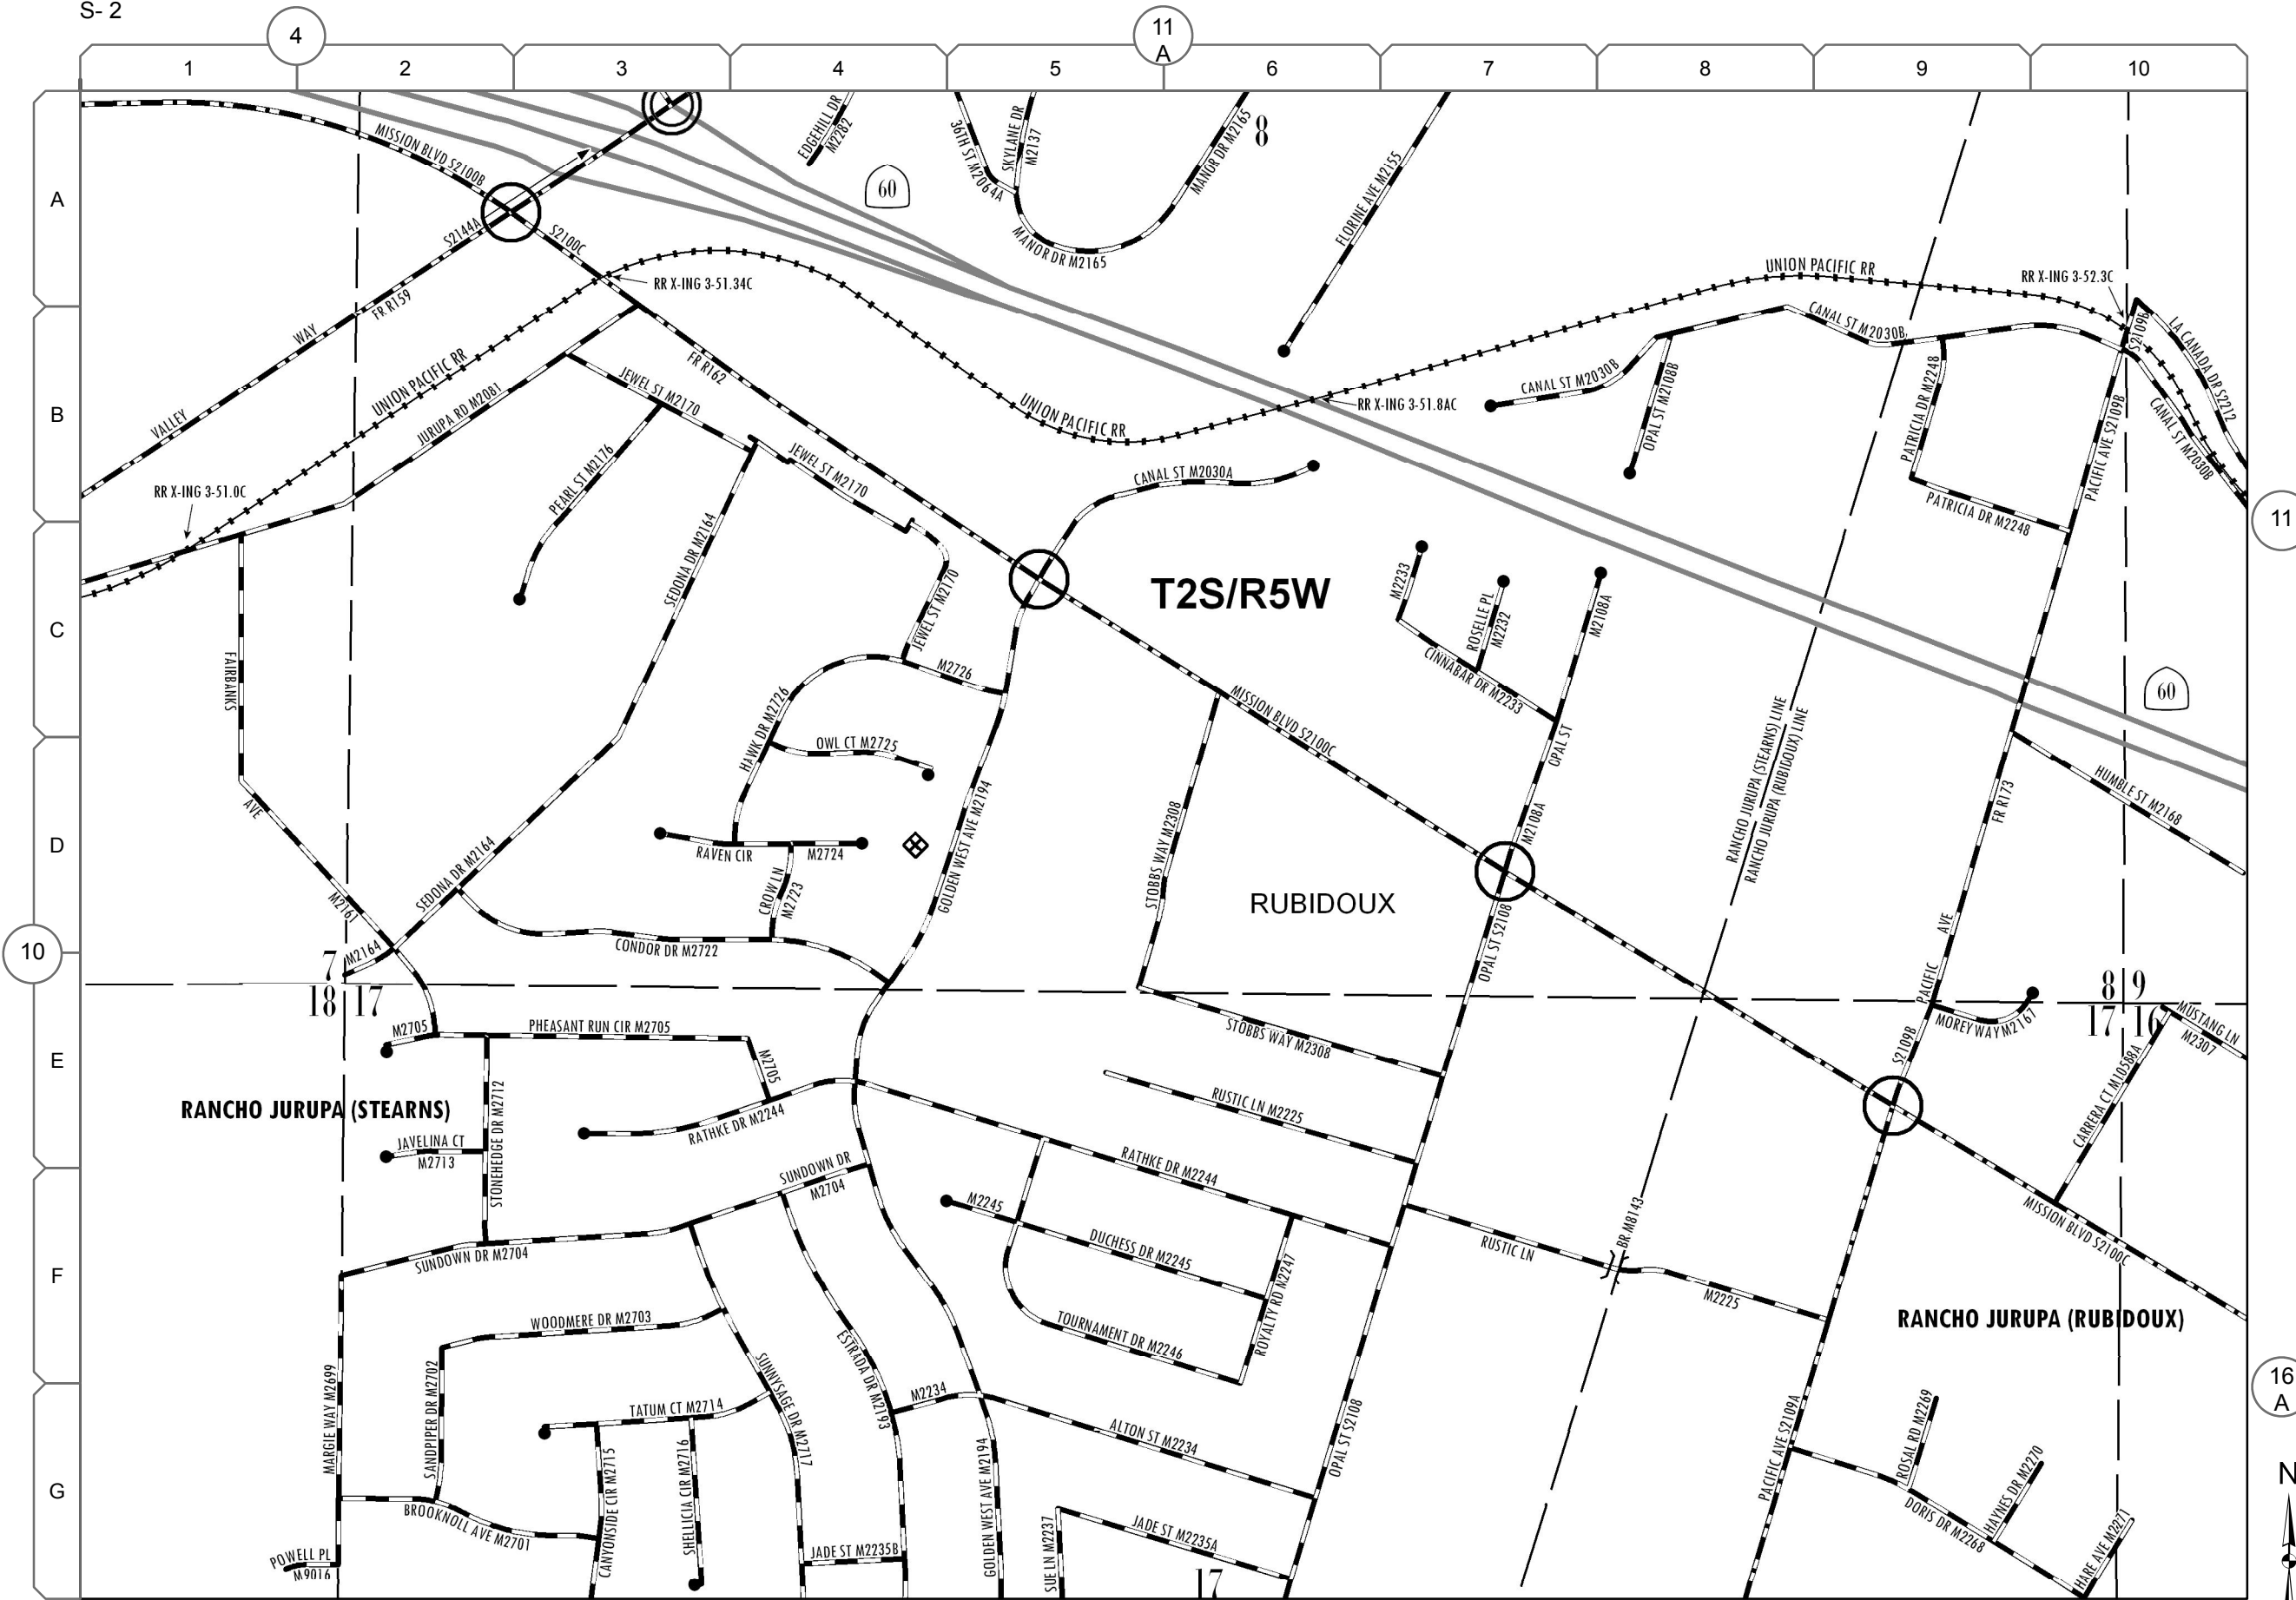 S- 2
4
11
A
1
2
3
4
5
6
7
8
9
10
A
B
C
D
E
F
G
10
11
16
A
N
MISSION BLVD S2100B
S2144A
S2100C
EDGEHILL DR
M2282
60
36TH ST M2064A
SKYLANE DR
M2137
MANOR DR M2165
MANOR DR M2165
8
FLORINE AVE M2155
FR R159
RR X-ING 3-51.34C
UNION PACIFIC RR
RR X-ING 3-52.3C
WAY
VALLEY
UNION PACIFIC RR
JURUPA RD M2081
FR R162
JEWEL ST M2170
PEARL ST M2176
JEWEL ST M2170
UNION PACIFIC RR
RR X-ING 3-51.8AC
CANAL ST M2030B
CANAL ST M2030B
OPAL ST M2108B
PATRICIA DR M2248
PATRICIA DR M2248
PACIFIC AVE S2109B
S2109B
LA CANADA DR S2212
CANAL ST M2030B
RR X-ING 3-51.0C
CANAL ST M2030A
SEDONA DR M2164
JEWEL ST M2170
T2S/R5W
M2233
ROSELLE PL
M2232
M2108A
CINNABAR DR M2233
FAIRBANKS
M2726
HAWK DR M2726
OWL CT M2725
MISSION BLVD S2100C
OPAL ST
RANCHO JURUPA (STEARNS) LINE
RANCHO JURUPA (RUBIDOUX) LINE
60
HUMBLE ST M2168
FR R173
AVE
RAVEN CIR
M2724
CROW LN
M2723
GOLDEN WEST AVE M2194
STOBBS WAY M2308
M2108A
RUBIDOUX
SEDONA DR M2164
M2161
M2164
CONDOR DR M2722
OPAL ST S2108
AVE
PACIFIC
7
18
17
8
9
17
16
MOREY WAY M2167
MUSTANG LN
M2307
M2705
PHEASANT RUN CIR M2705
M2705
STOBBS WAY M2308
S2109B
CARRERA CT M1058BA
RANCHO JURUPA (STEARNS)
STONEHEDGE DR M2712
RATHKE DR M2244
RUSTIC LN M2225
JAVELINA CT
M2713
SUNDOWN DR
M2704
RATHKE DR M2244
M2245
DUCHESS DR M2245
BR M8143
RUSTIC LN
M2225
MISSION BLVD S2100C
SUNDOWN DR M2704
ROYALTY RD M2247
RANCHO JURUPA (RUBIDOUX)
WOODMERE DR M2703
TOURNAMENT DR M2246
MARGIE WAY M2699
SANDPIPER DR M2702
SUNNYSAGE DR M2717
ESTRADA DR M2193
M2234
TATUM CT M2714
ALTON ST M2234
OPAL ST S2108
PACIFIC AVE S2109A
ROSAL RD M2269
HAYNES DR M2270
DORIS DR M2268
HARE AVE M2271
CANYONSIDE CIR M2715
SHELLICIA CIR M2716
BROOKNOLL AVE M2701
GOLDEN WEST AVE M2194
SUE LN M2237
JADE ST M2235A
JADE ST M2235B
POWELL PL
M9016
17